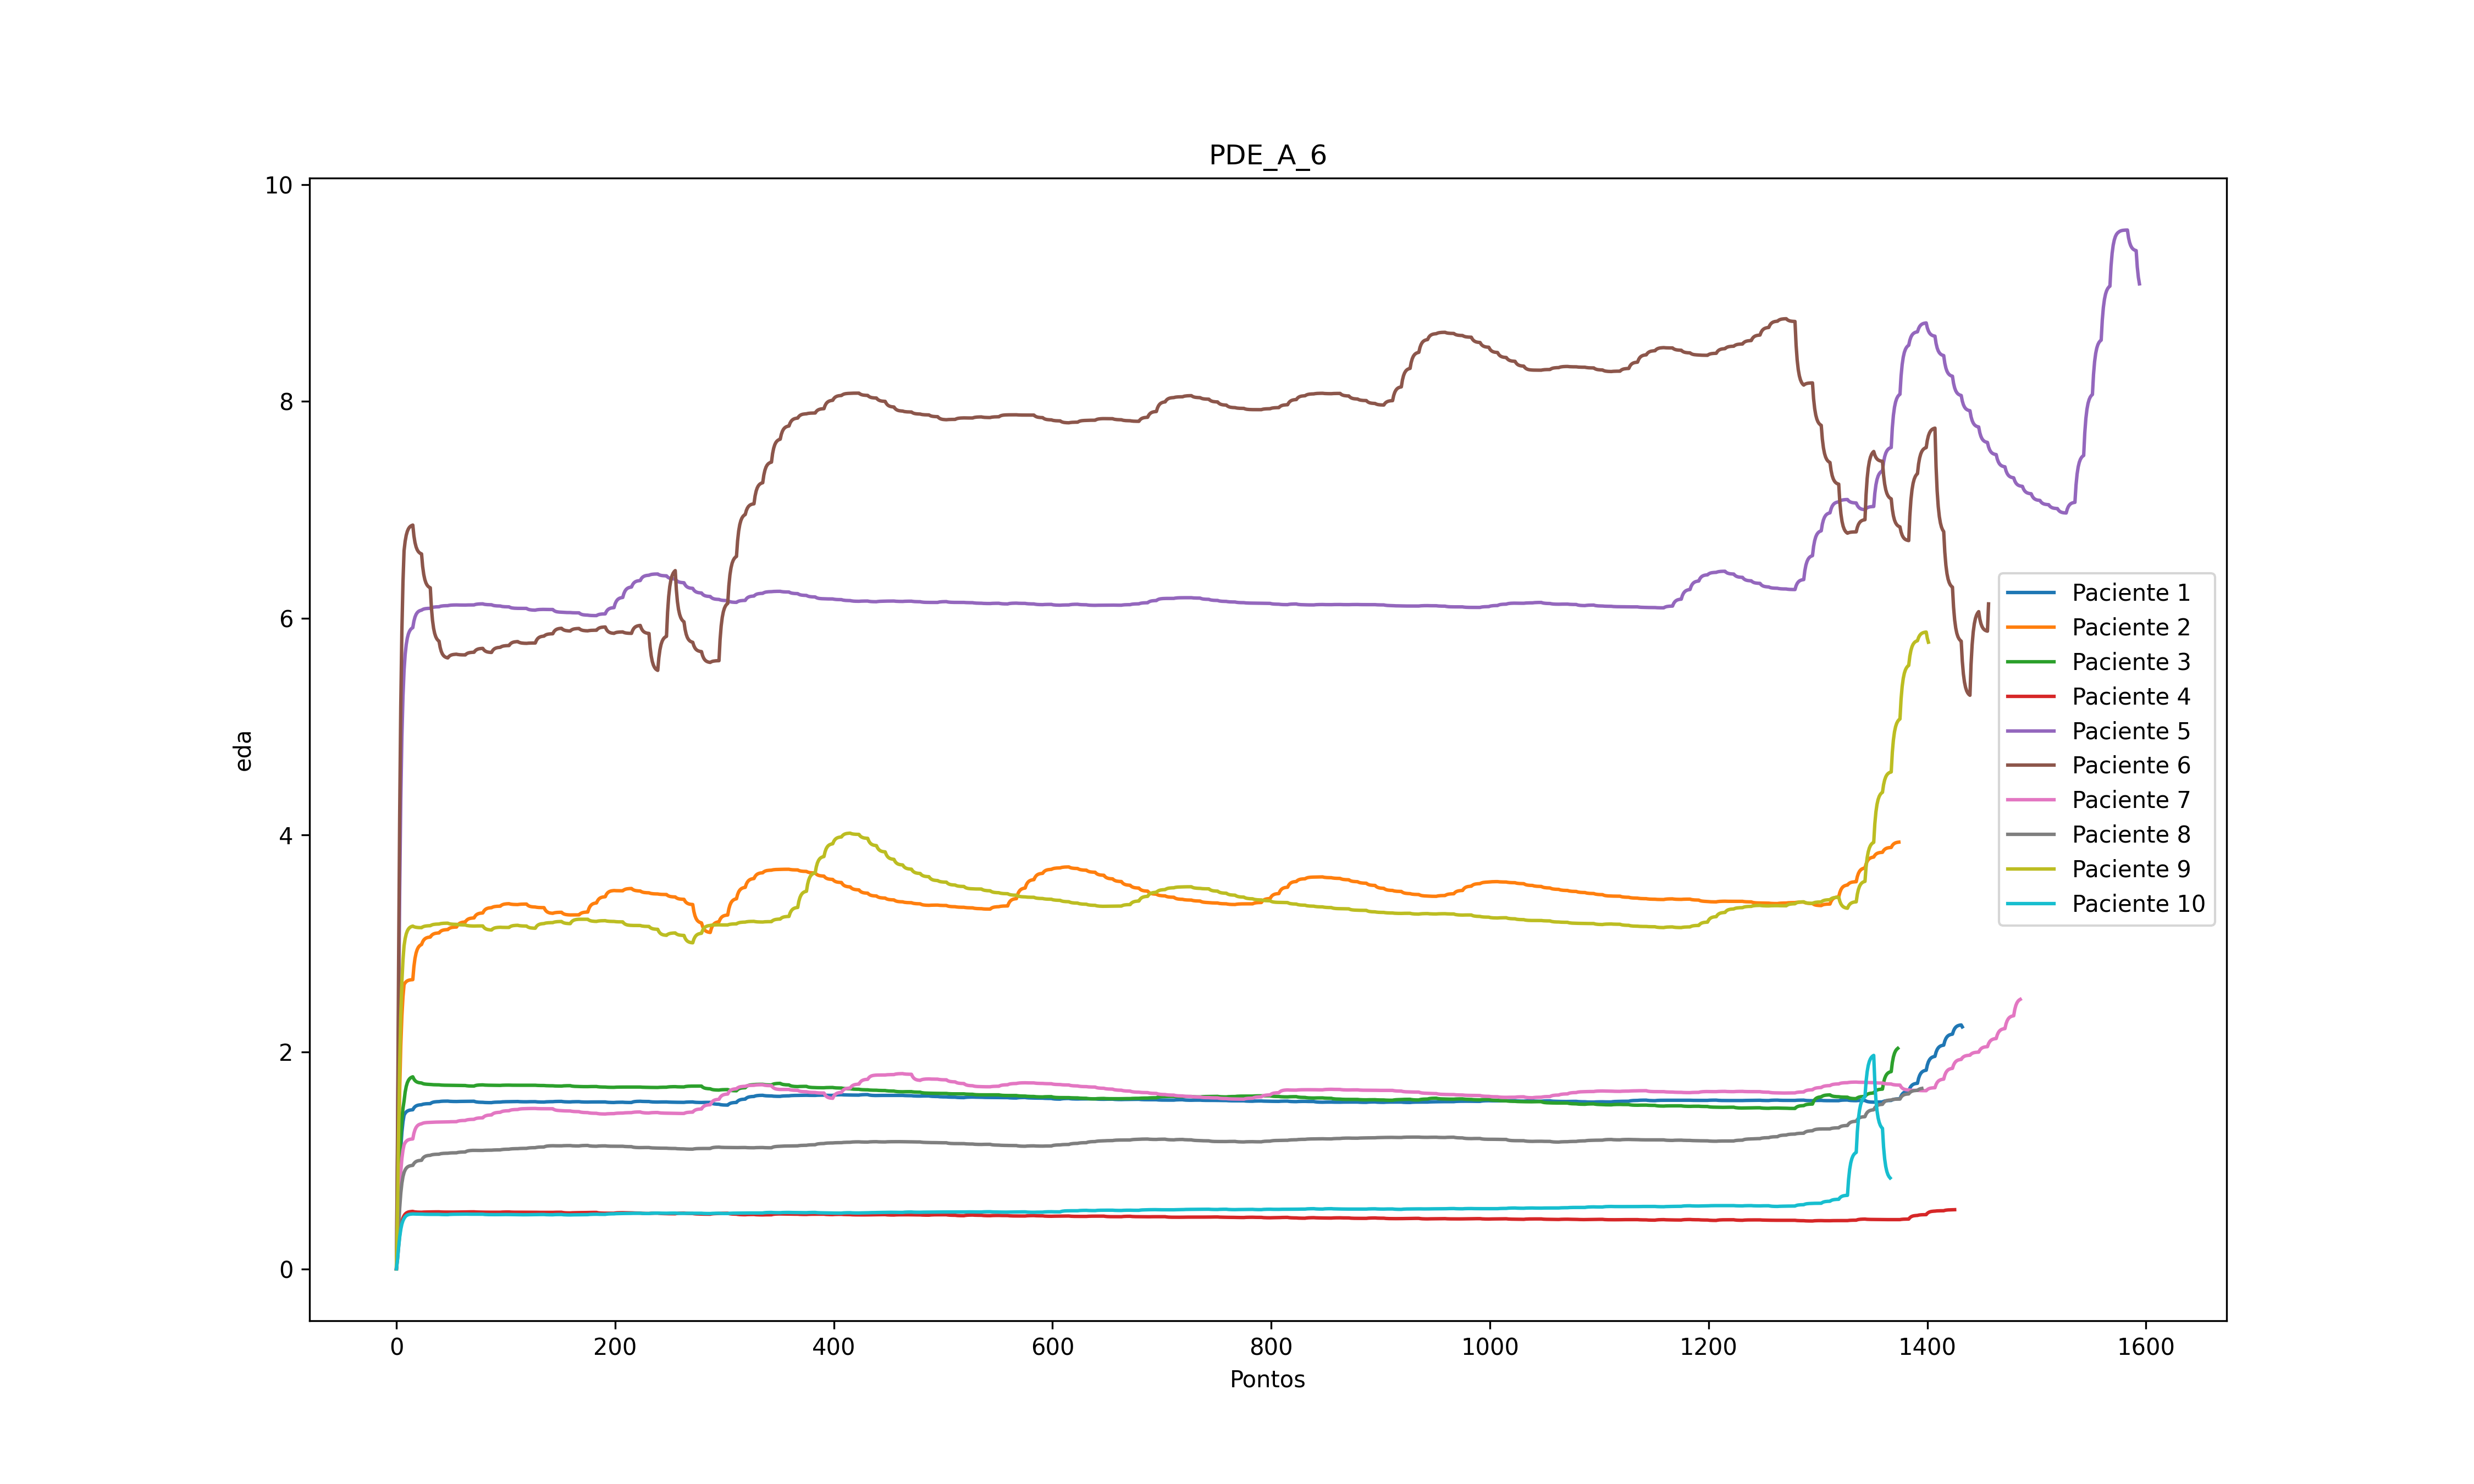 PDE_A_6
10
8
6
4
2
0
eda
0 200 400 600 800 1000 1200 1400 1600
Pontos
Paciente 1
Paciente 2
Paciente 3
Paciente 4
Paciente 5
Paciente 6
Paciente 7
Paciente 8
Paciente 9
Paciente 10